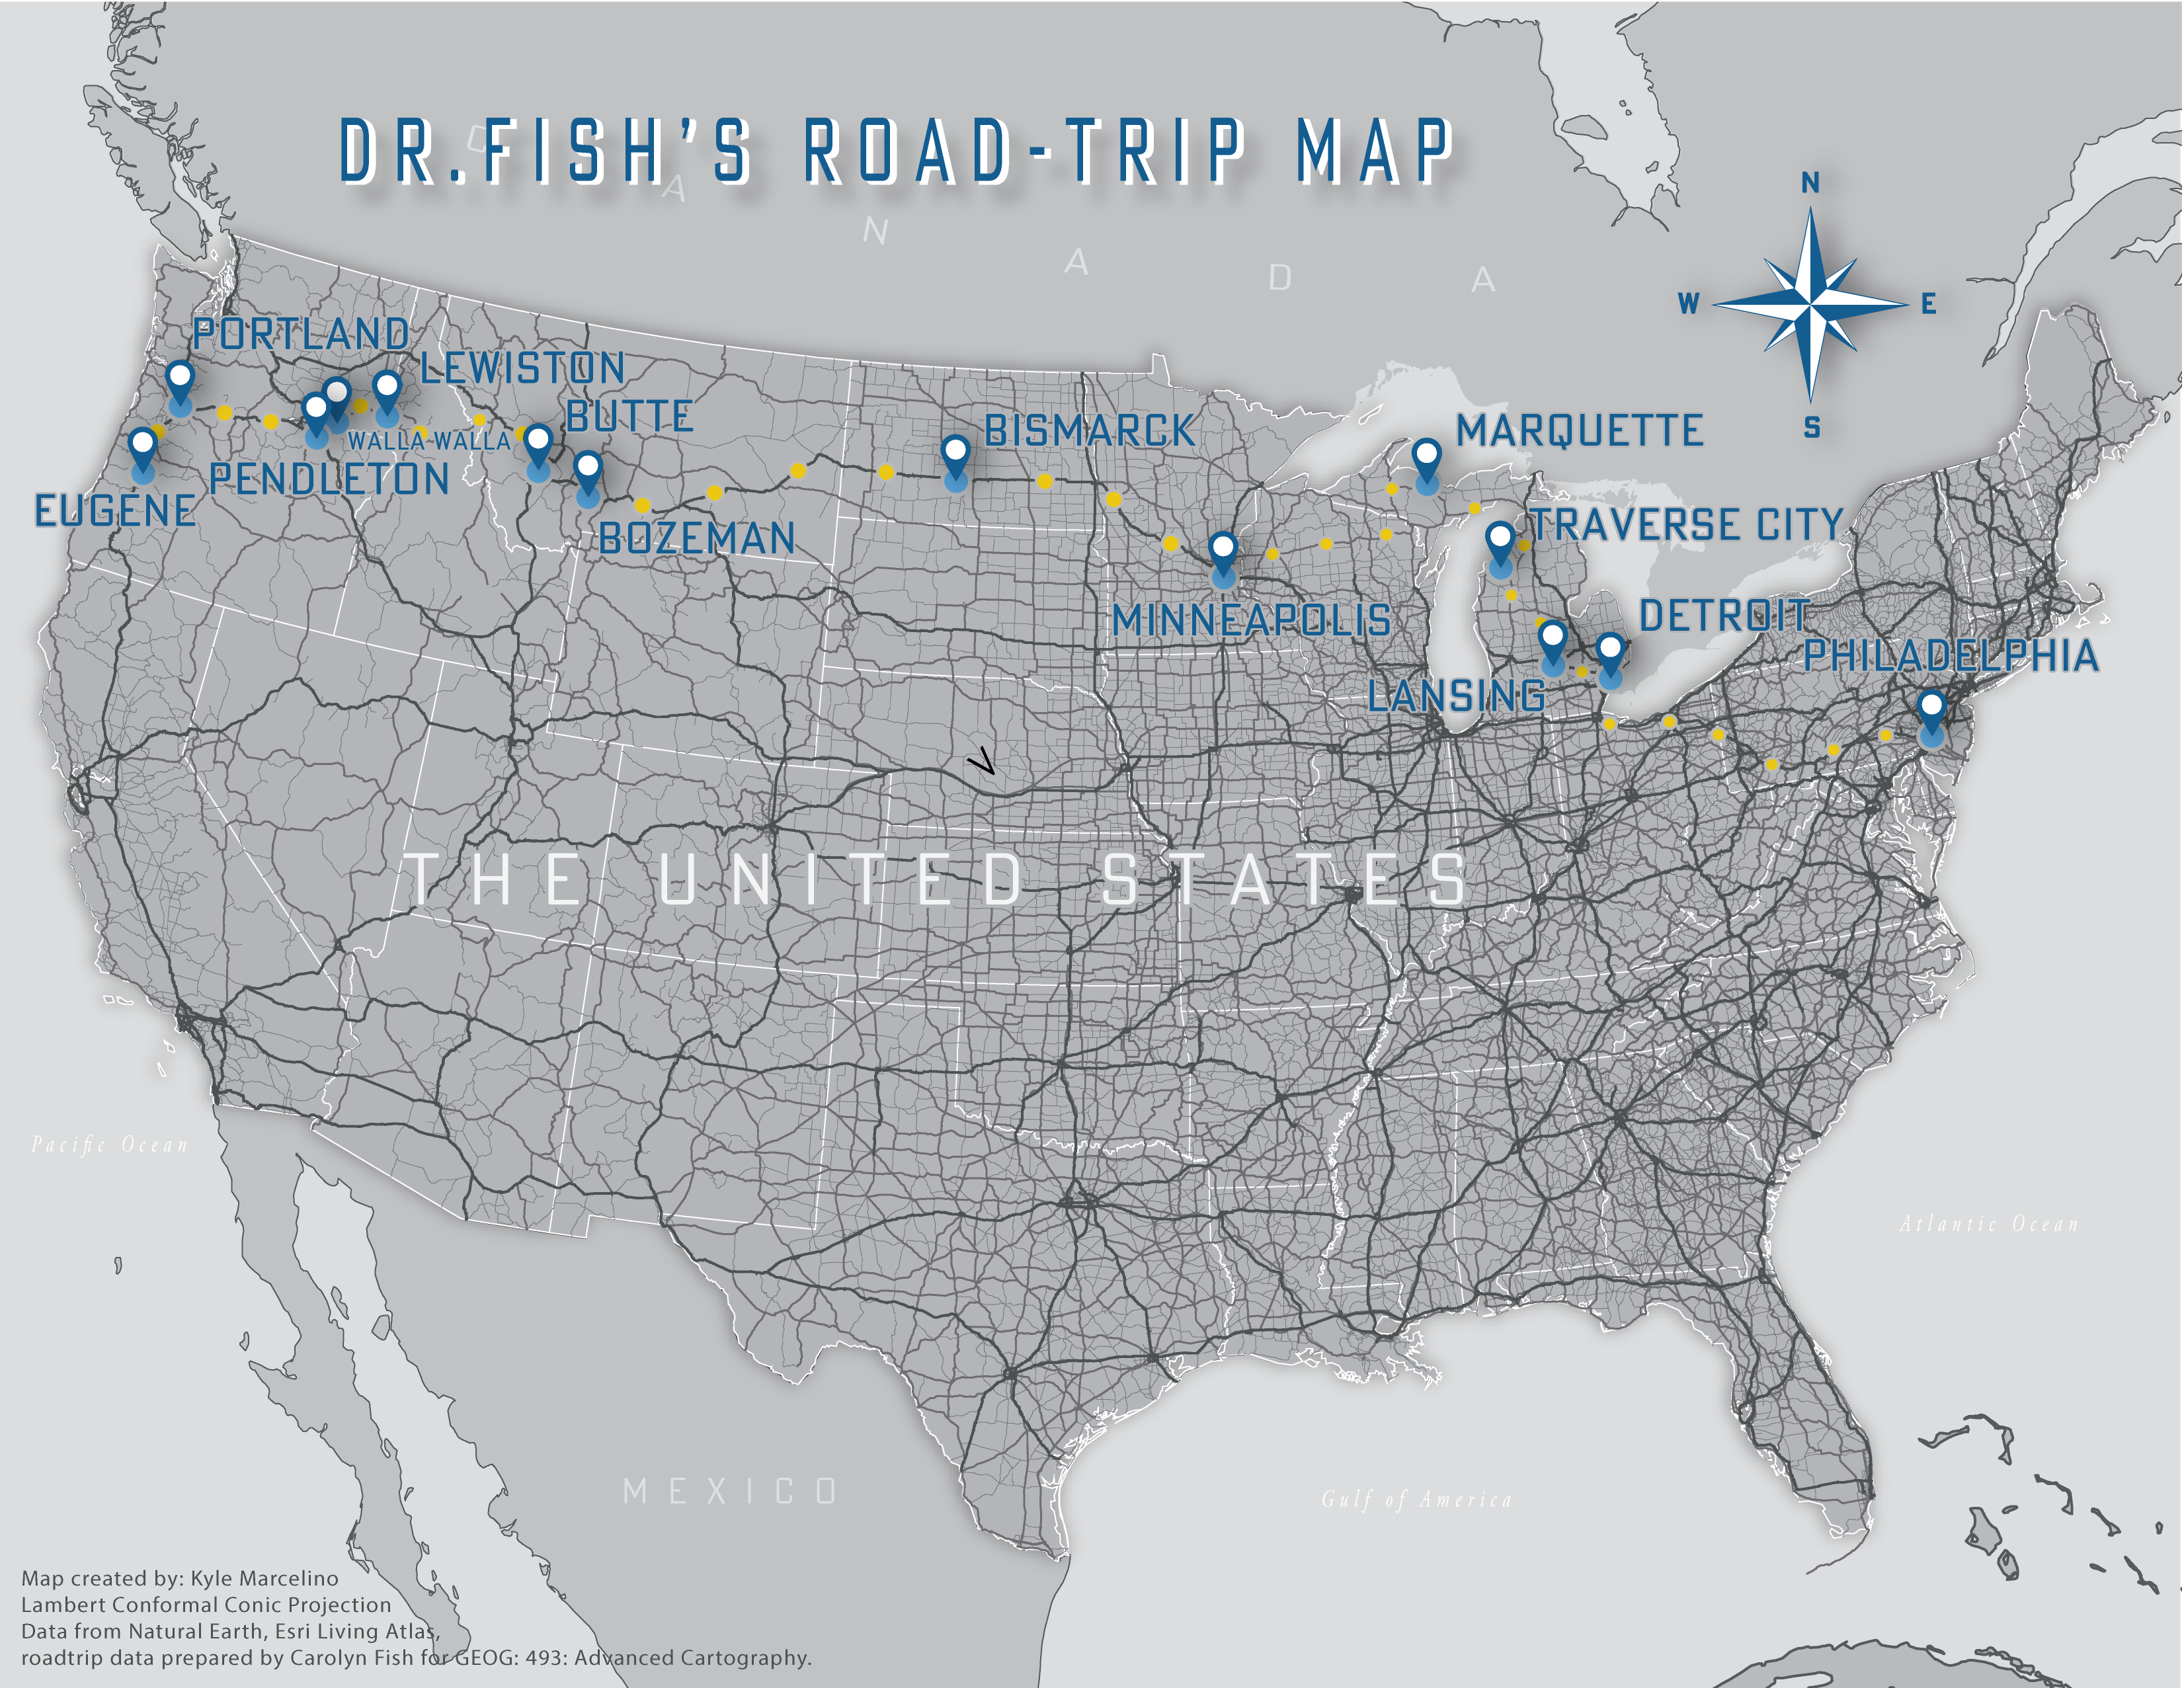 DR.FISH'S ROAD-TRIP MAP
CANADA
N
W
E
S
PORTLAND
LEWISTON
BUTTE
WALLA WALLA
PENDLETON
EUGENE
BOZEMAN
BISMARCK
MARQUETTE
TRAVERSE CITY
MINNEAPOLIS
DETROIT
PHILADELPHIA
LANSING
THE UNITED STATES
Pacific Ocean
Atlantic Ocean
MEXICO
Gulf of America
Map created by: Kyle Marcelino
Lambert Conformal Conic Projection
Data from Natural Earth, Esri Living Atlas,
roadtrip data prepared by Carolyn Fish for GEOG: 493: Advanced Cartography.